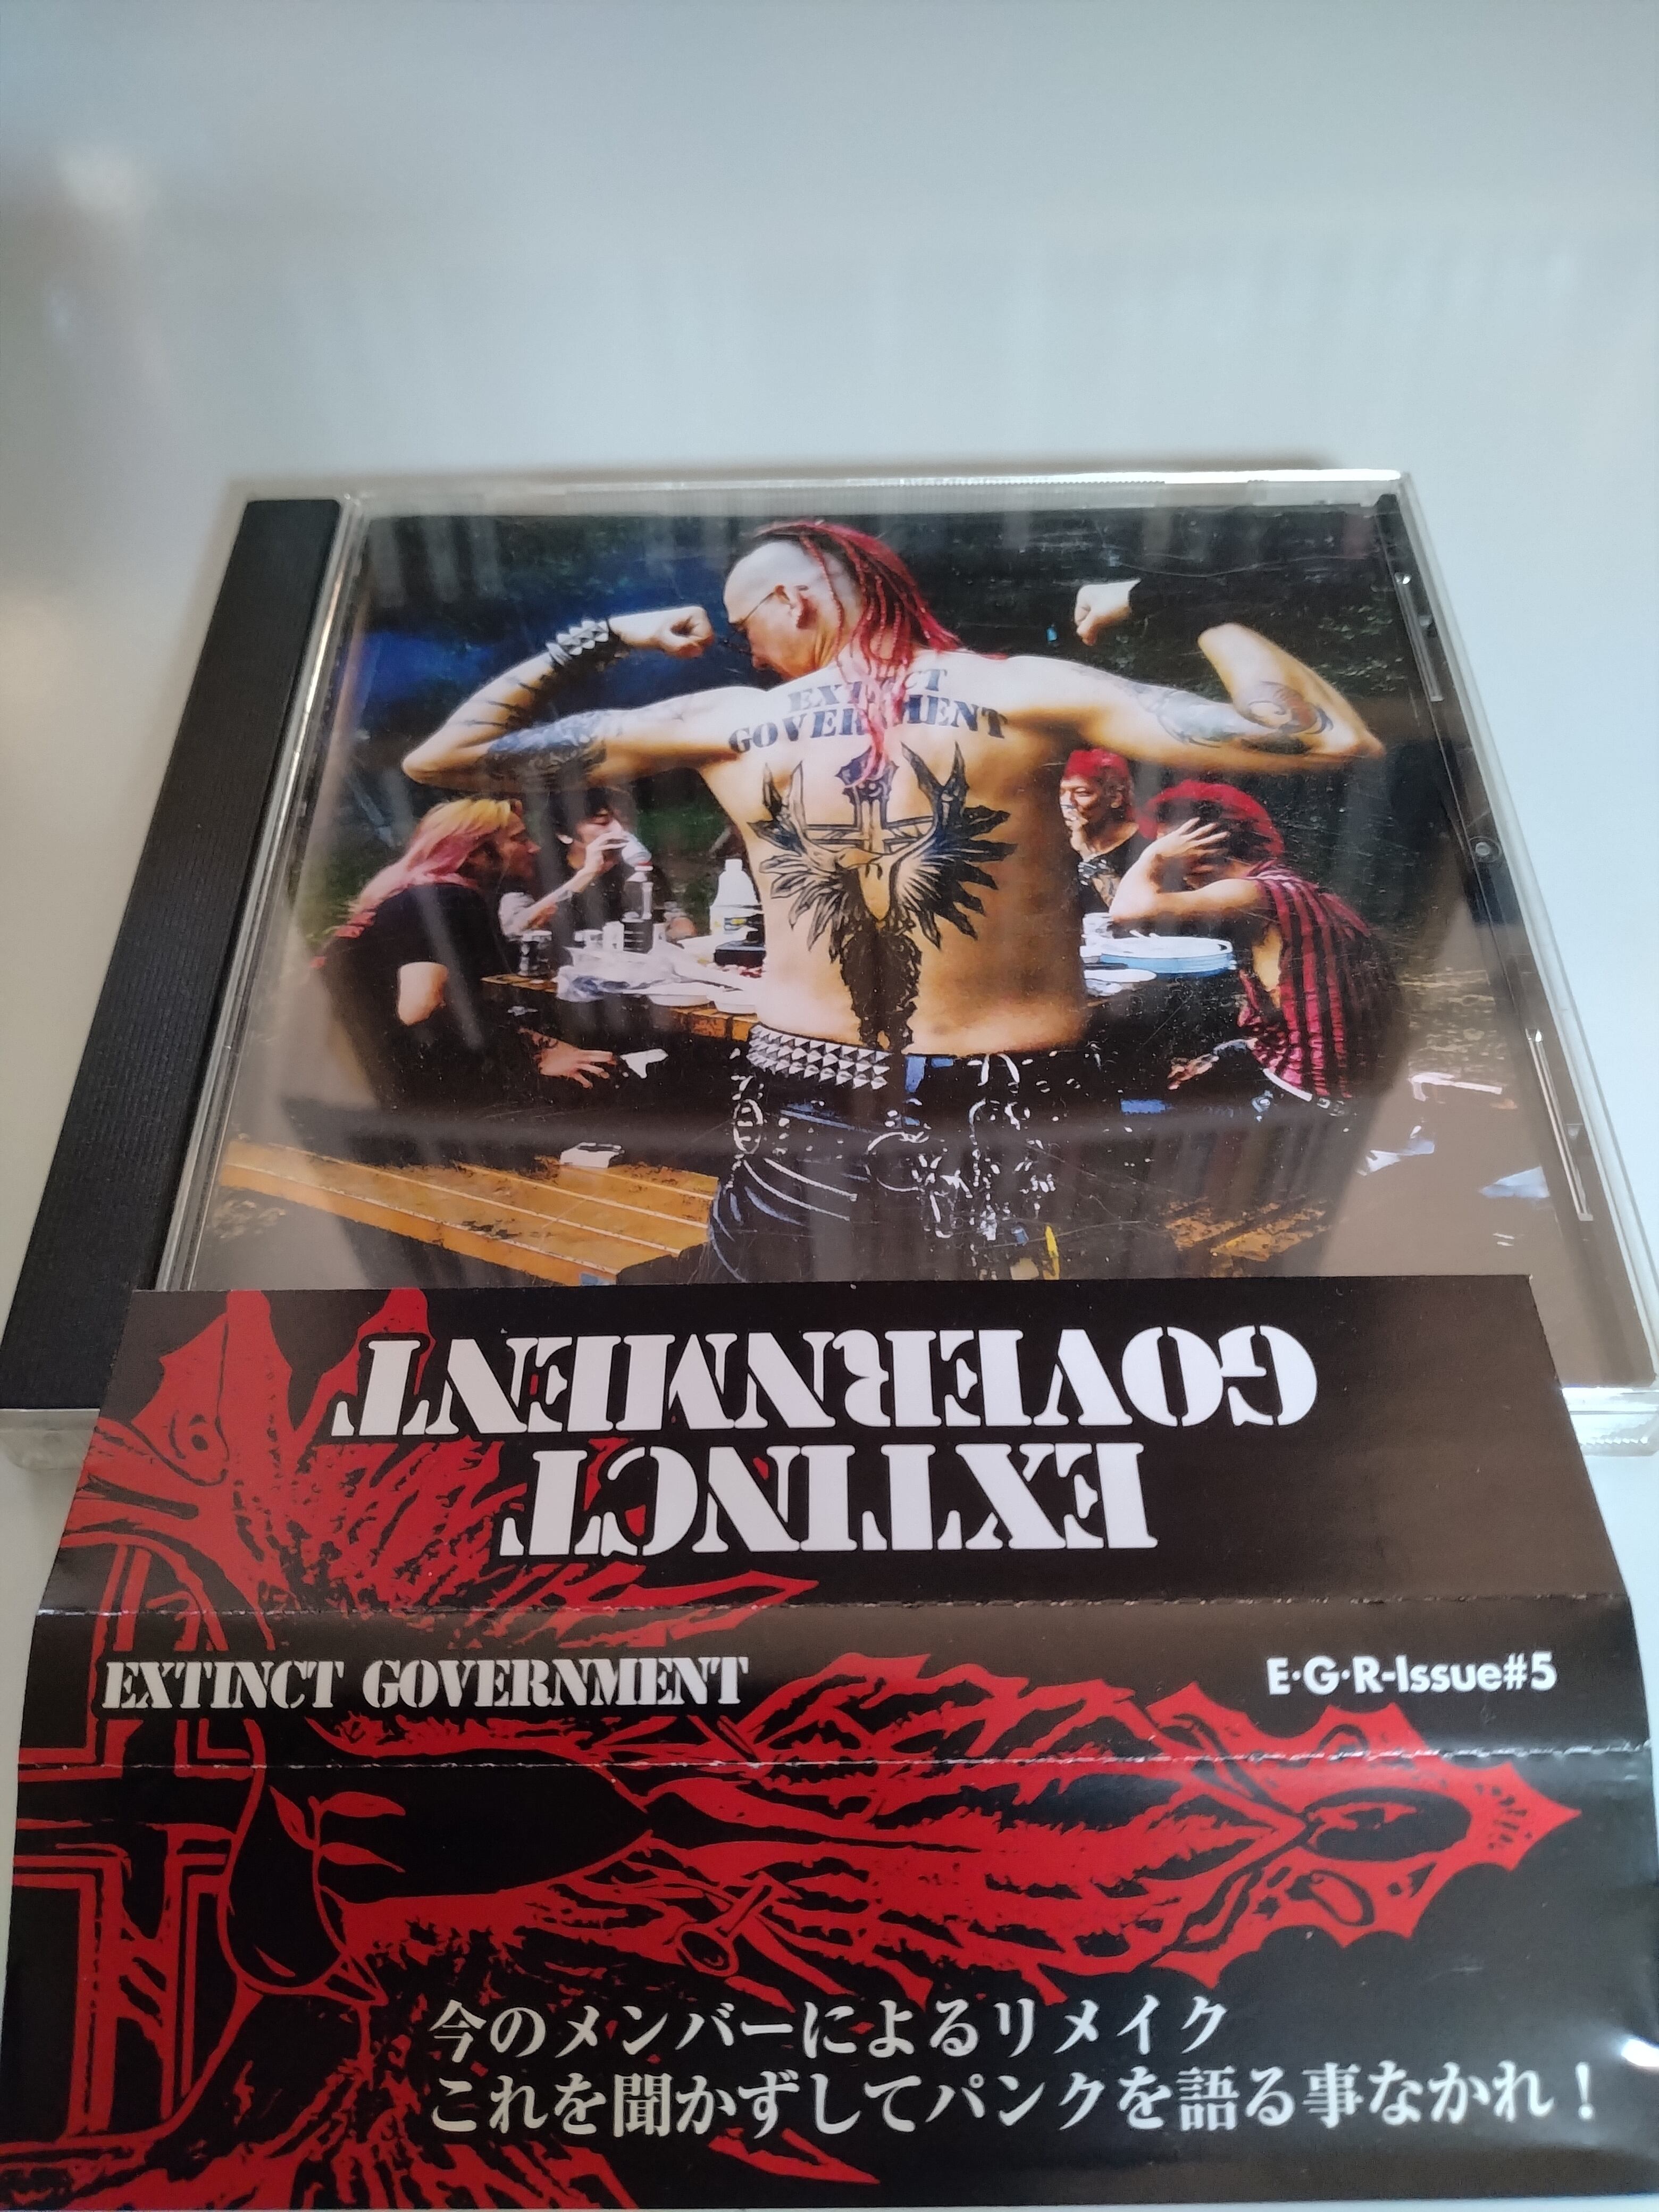 EXTINCT
GOVERNMENT
EXTINCT
GOVERNMENT
EXTINCT GOVERNMENT
E·G·R-Issue#5
今のメンバーによるリメイク
これを聞かずしてパンクを語る事なかれ！